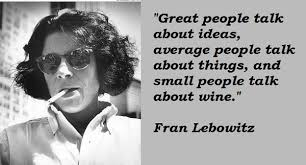 "Great people talk
about ideas,
average people talk
about things, and
small people talk
about wine."
Fran Lebowitz